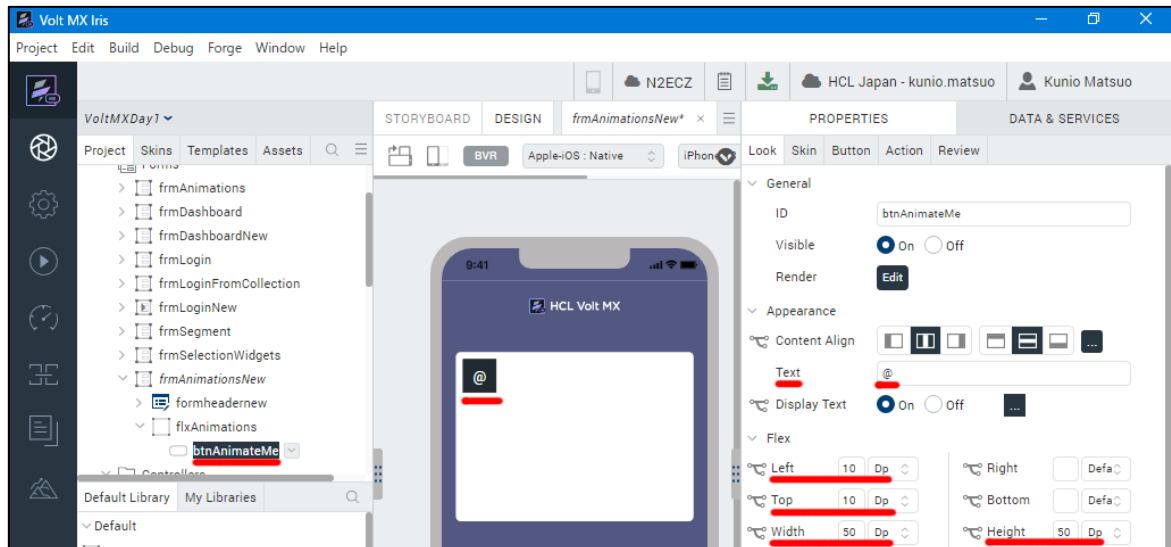 Volt MX Iris
Project Edit Build Debug Forge Window Help
N2ECZ HCL Japan - kunio.matsuo Kunio Matsuo
VoltMXDay1
STORYBOARD DESIGN frmAnimationsNew* ×
PROPERTIES DATA & SERVICES
Project Skins Templates Assets
BVR Apple-iOS : Native iPhon
Look Skin Button Action Review
Forms
frmAnimations
frmDashboard
frmDashboardNew
frmLogin
frmLoginFromCollection
frmLoginNew
frmSegment
frmSelectionWidgets
frmAnimationsNew
formheadernew
flxAnimations
btnAnimateMe
Controllers
Default Library My Libraries
Default
9:41
HCL Volt MX
@
General
ID btnAnimateMe
Visible On Off
Render Edit
Appearance
Content Align ...
Text @
Display Text On Off ...
Flex
Left 10 Dp Right Defa
Top 10 Dp Bottom Defa
Width 50 Dp Height 50 Dp